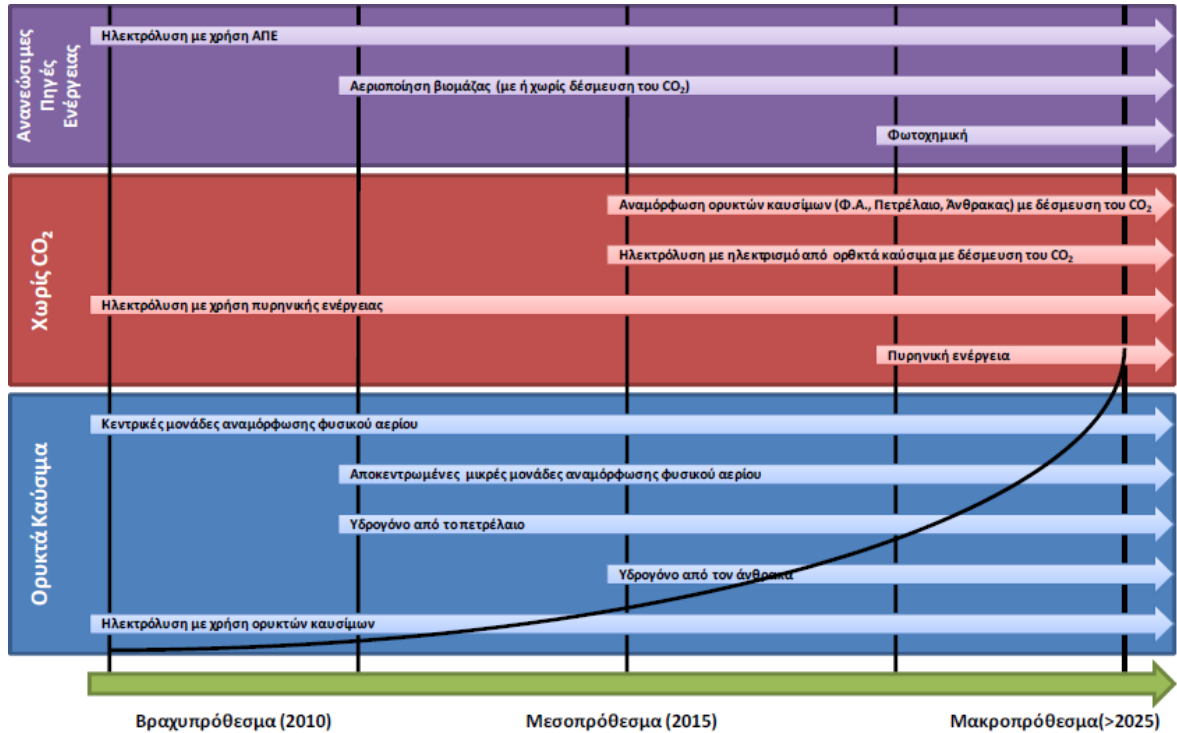 Ανανεώσιμες
Πηγές
Ενέργειας
Ηλεκτρόλυση με χρήση ΑΠΕ
Αεριοποίηση βιομάζας (με ή χωρίς δέσμευση του CO₂)
Φωτοχημική
Χωρίς CO₂
Αναμόρφωση ορυκτών καυσίμων (Φ.Α., Πετρέλαιο, Άνθρακας) με δέσμευση του CO₂
Ηλεκτρόλυση με ηλεκτρισμό από ορθκτά καύσιμα με δέσμευση του CO₂
Ηλεκτρόλυση με χρήση πυρηνικής ενέργειας
Πυρηνική ενέργεια
Ορυκτά Καύσιμα
Κεντρικές μονάδες αναμόρφωσης φυσικού αερίου
Αποκεντρωμένες μικρές μονάδες αναμόρφωσης φυσικού αερίου
Υδρογόνο από το πετρέλαιο
Υδρογόνο από τον άνθρακα
Ηλεκτρόλυση με χρήση ορυκτών καυσίμων
Βραχυπρόθεσμα (2010)
Μεσοπρόθεσμα (2015)
Μακροπρόθεσμα(>2025)